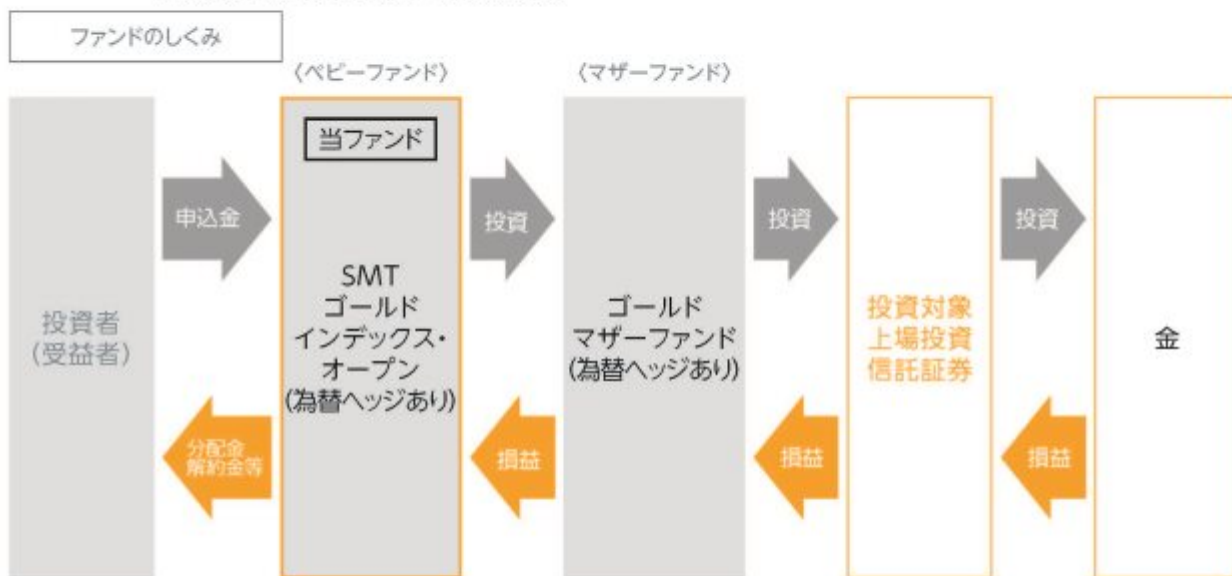 ファンドのしくみ
〈ベビーファンド〉
〈マザーファンド〉
投資者
(受益者)
申込金
分配金
解約金等
当ファンド
SMT
ゴールド
インデックス・
オープン
(為替ヘッジあり)
投資
損益
ゴールド
マザーファンド
(為替ヘッジあり)
投資
損益
投資対象
上場投資
信託証券
投資
損益
金